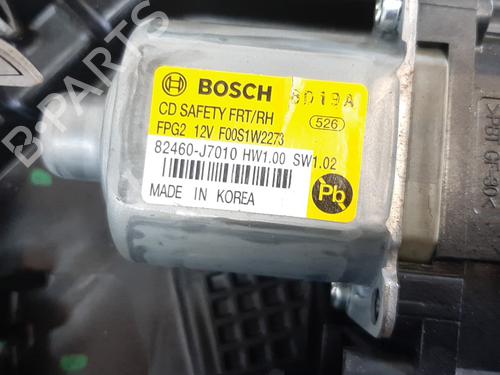 BOSCH 8D19A
CD SAFETY FRT/RH
526
FPG2 12V F00S1W2273
82460-J7010 HW1.00 SW1.02
MADE IN KOREA
Pb
B-PARTS